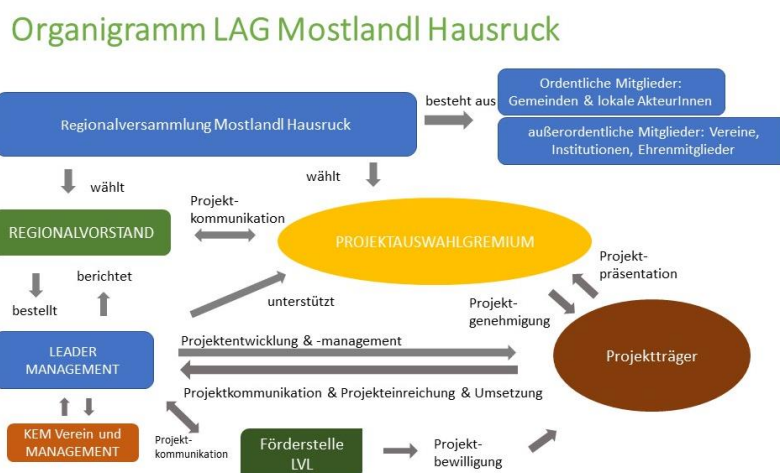 Organigramm LAG Mostlandl Hausruck
Ordentliche Mitglieder:
Gemeinden & lokale AkteurInnen
besteht aus
Regionalversammlung Mostlandl Hausruck
außerordentliche Mitglieder: Vereine,
Institutionen, Ehrenmitglieder
wählt
wählt
Projekt-
kommunikation
REGIONALVORSTAND
PROJEKTAUSWAHLGREMIUM
Projekt-
präsentation
berichtet
bestellt
unterstützt
Projekt-
genehmigung
Projektentwicklung & -management
LEADER
MANAGEMENT
Projektträger
Projektkommunikation & Projekteinreichung & Umsetzung
KEM Verein und
MANAGEMENT
Projekt-
kommunikation
Förderstelle
LVL
Projekt-
bewilligung